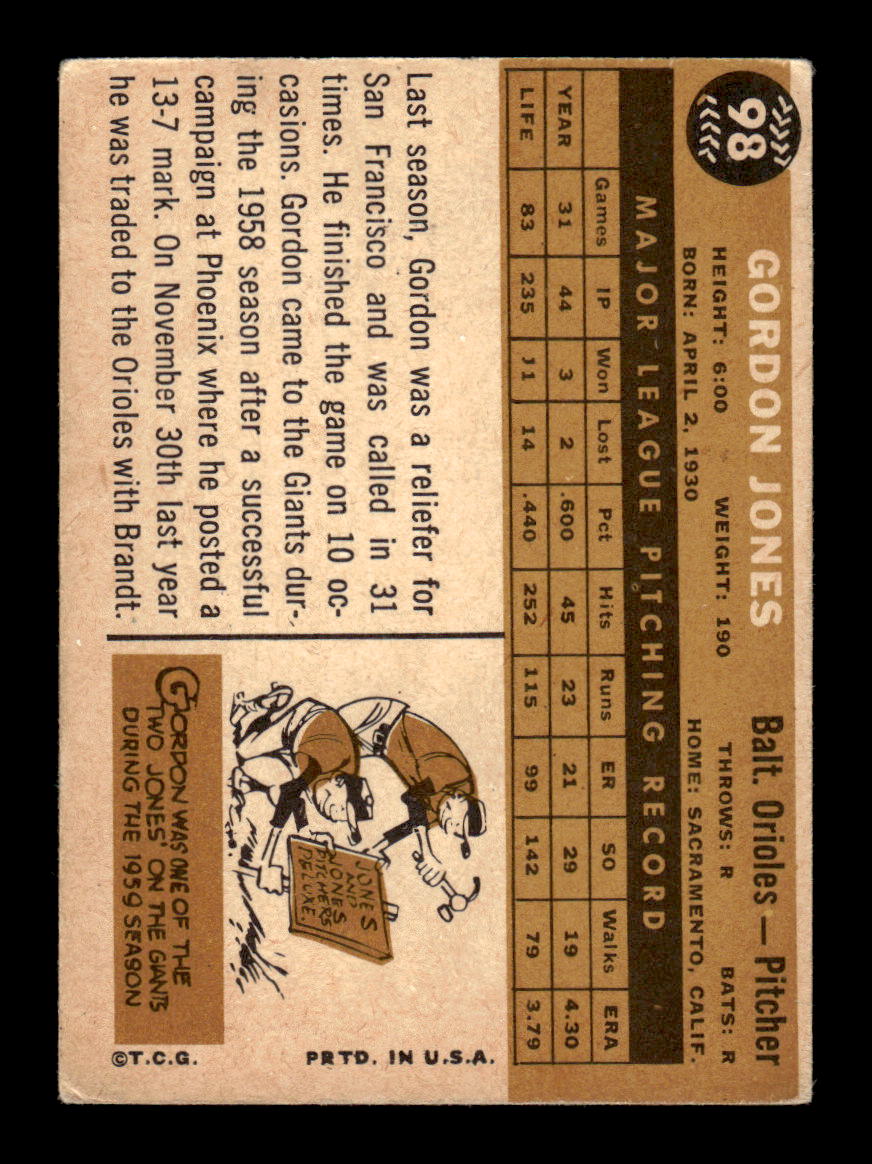 98
GORDON JONES
Balt. Orioles — Pitcher
HEIGHT: 6:00 WEIGHT: 190 THROWS: R BATS: R
BORN: APRIL 2, 1930 HOME: SACRAMENTO, CALIF.
MAJOR LEAGUE PITCHING RECORD
Games IP Won Lost Pct Hits Runs ER SO Walks ERA
YEAR 31 44 3 2 .600 45 23 21 29 19 4.30
LIFE 83 235 11 14 .440 252 115 99 142 79 3.79
Last season, Gordon was a reliefer for
San Francisco and was called in 31
times. He finished the game on 10 oc-
casions. Gordon came to the Giants dur-
ing the 1958 season after a successful
campaign at Phoenix where he posted a
13-7 mark. On November 30th last year
he was traded to the Orioles with Brandt.
JONES
AND
JONES
PITCHERS
DELUXE.
GORDON WAS ONE OF THE
TWO JONES' ON THE GIANTS
DURING THE 1959 SEASON
©T.C.G. PRTD. IN U.S.A.